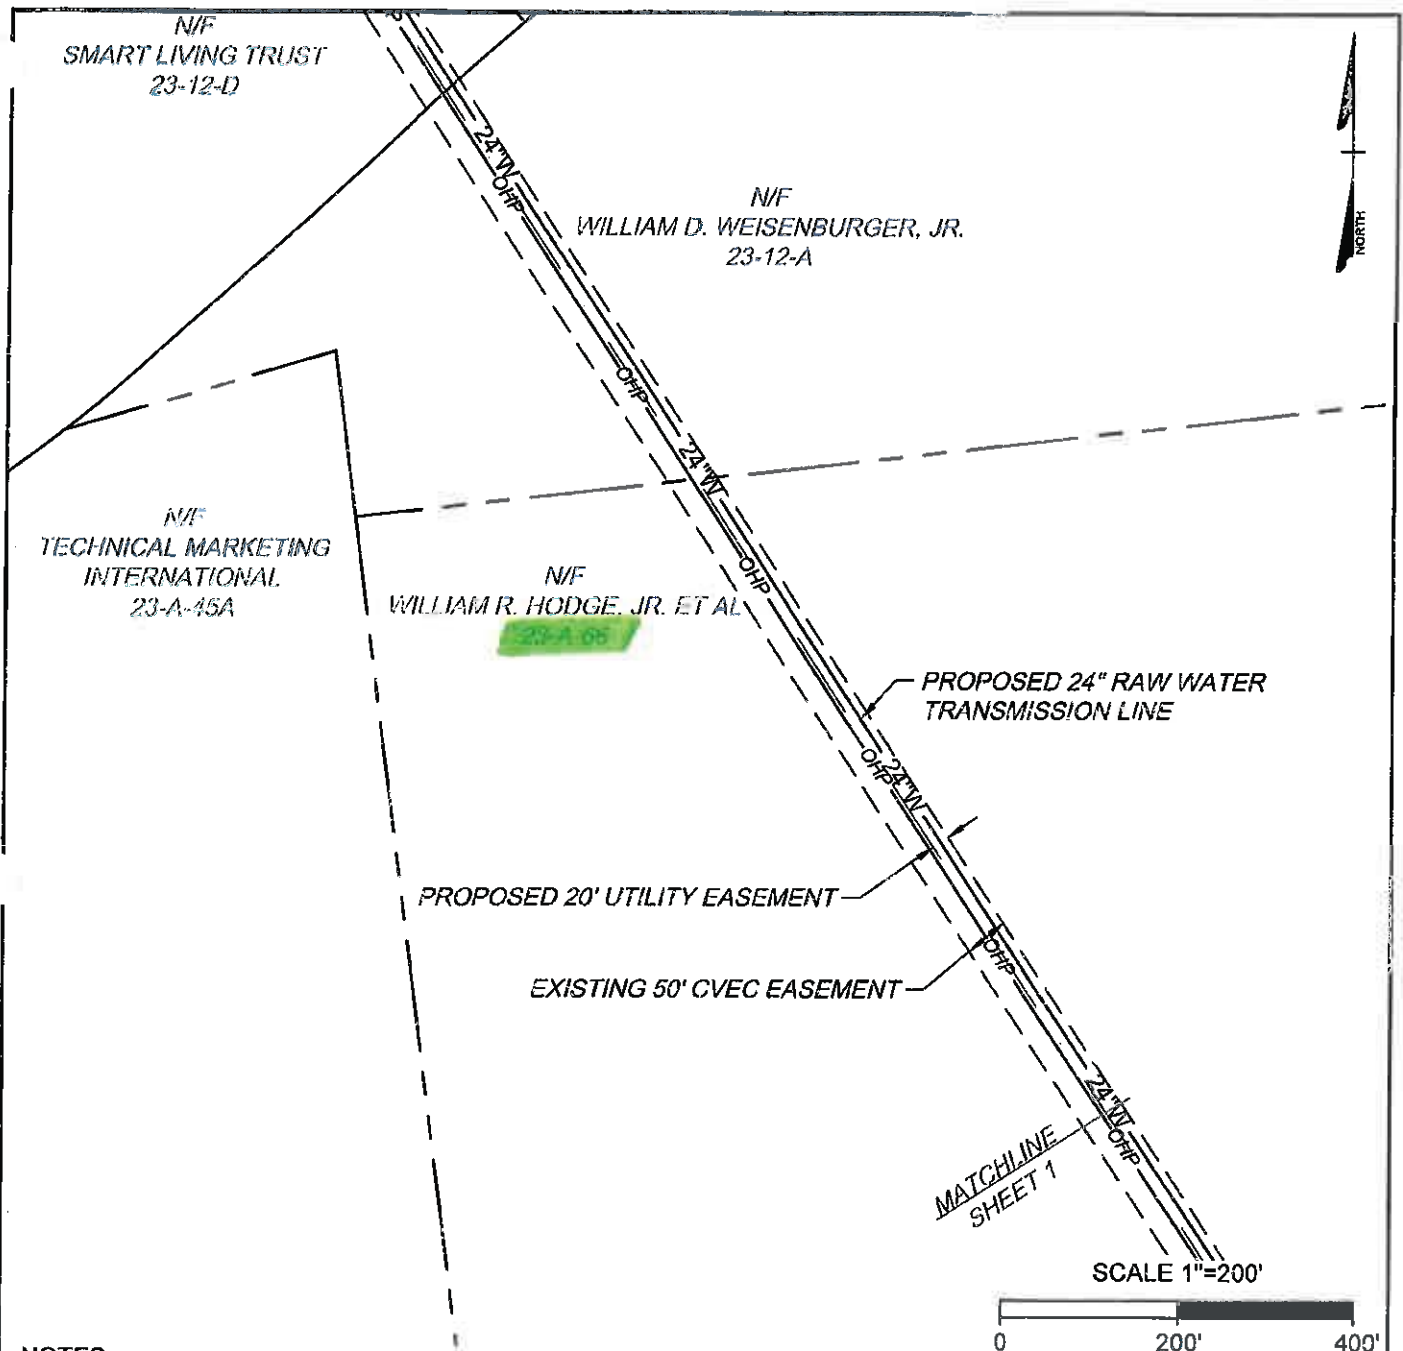 N/F
SMART LIVING TRUST
23-12-D
24"W
OHP
N/F
WILLIAM D. WEISENBURGER, JR.
23-12-A
NORTH
OHP
24"W
N/F
TECHNICAL MARKETING
INTERNATIONAL
23-A-45A
OHP
N/F
WILLIAM R. HODGE, JR. ET AL
PROPOSED 24" RAW WATER
TRANSMISSION LINE
OHP
24"W
PROPOSED 20' UTILITY EASEMENT
OHP
EXISTING 50' CVEC EASEMENT
24"W
OHP
MATCHLINE
SHEET 1
SCALE 1"=200'
0 200' 400'